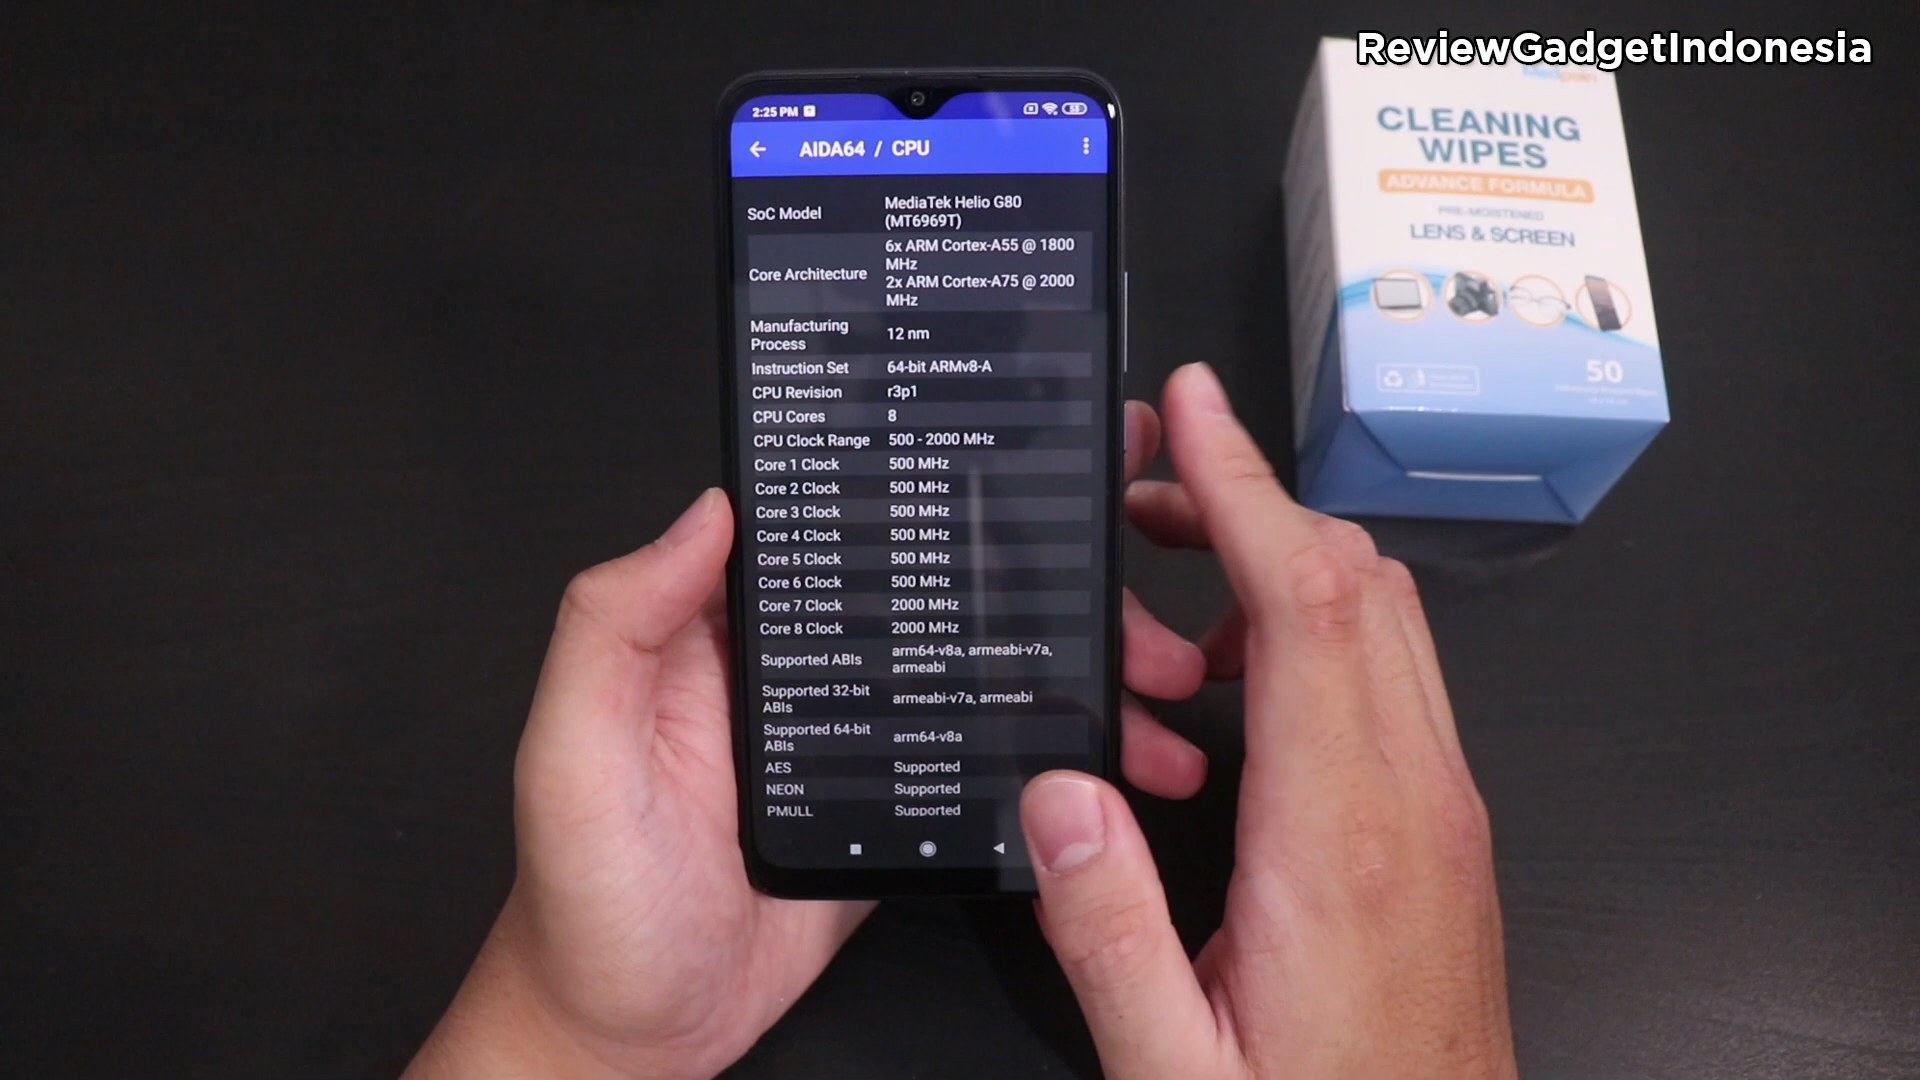 ReviewGadgetIndonesia
2:25 PM
53
AIDA64 / CPU
SoC Model
MediaTek Helio G80
(MT6969T)
Core Architecture
6x ARM Cortex-A55 @ 1800
MHz
2x ARM Cortex-A75 @ 2000
MHz
Manufacturing
Process
12 nm
Instruction Set
64-bit ARMv8-A
CPU Revision
r3p1
CPU Cores
8
CPU Clock Range
500 - 2000 MHz
Core 1 Clock
500 MHz
Core 2 Clock
500 MHz
Core 3 Clock
500 MHz
Core 4 Clock
500 MHz
Core 5 Clock
500 MHz
Core 6 Clock
500 MHz
Core 7 Clock
2000 MHz
Core 8 Clock
2000 MHz
Supported ABIs
arm64-v8a, armeabi-v7a,
armeabi
Supported 32-bit
ABIs
armeabi-v7a, armeabi
Supported 64-bit
ABIs
arm64-v8a
AES
Supported
NEON
Supported
PMULL
Supported
CLEANING
WIPES
ADVANCE FORMULA
PRE-MOISTENED
LENS & SCREEN
50